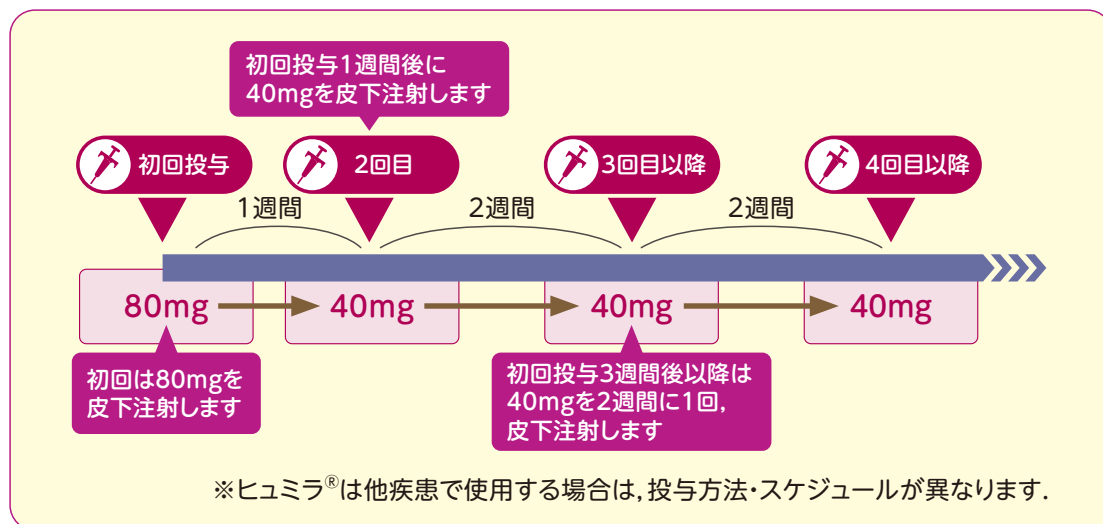 初回投与1週間後に
40mgを皮下注射します
初回投与
2回目
3回目以降
4回目以降
1週間
2週間
2週間
80mg
40mg
40mg
40mg
初回は80mgを
皮下注射します
初回投与3週間後以降は
40mgを2週間に1回,
皮下注射します
※ヒュミラ®は他疾患で使用する場合は,投与方法・スケジュールが異なります.